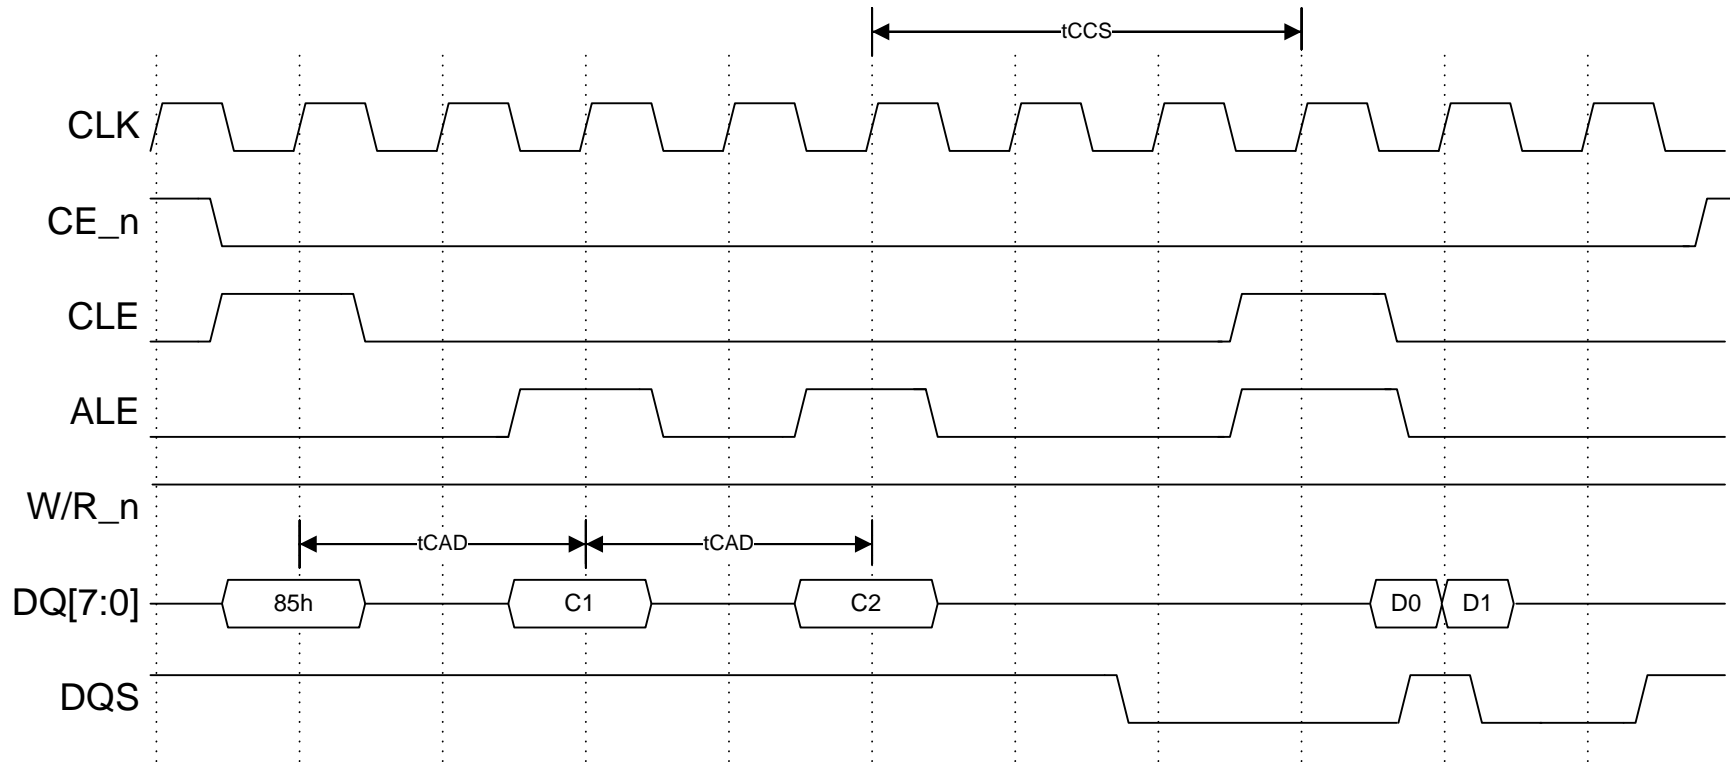 tCCS
CLK
CE_n
CLE
ALE
W/R_n
tCAD tCAD
DQ[7:0] 85h C1 C2 D0 D1
DQS